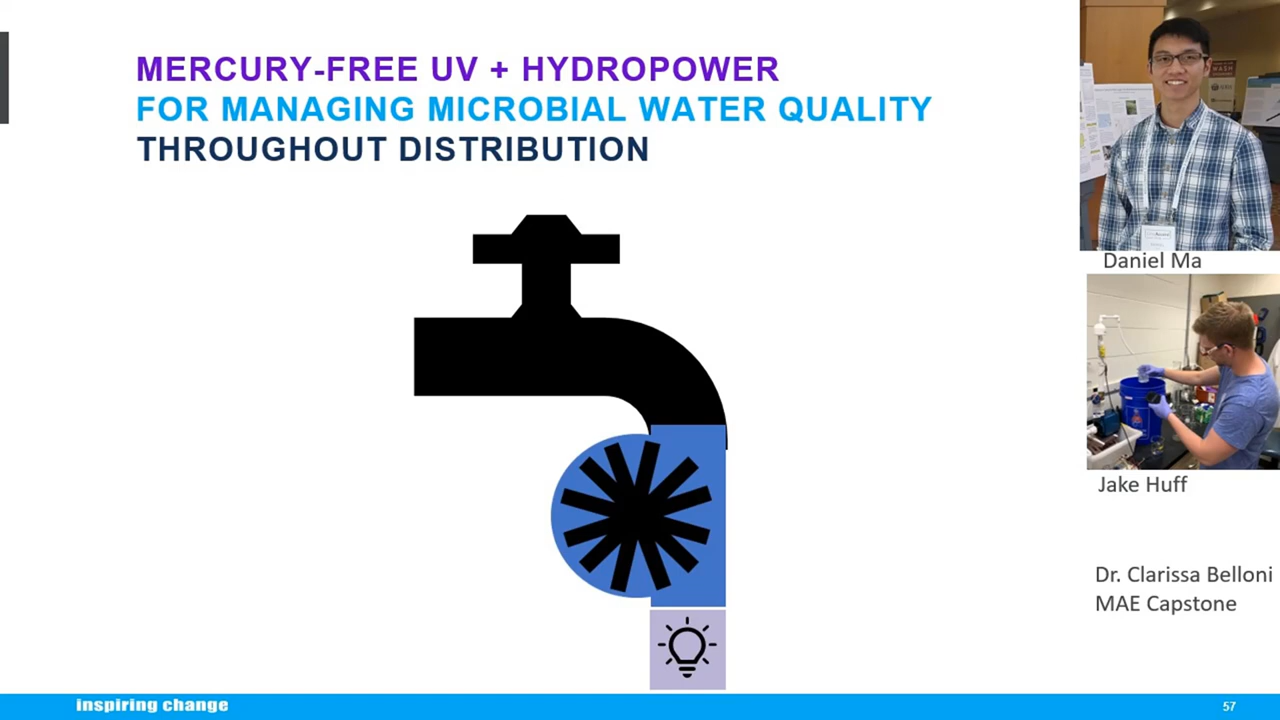 MERCURY-FREE UV + HYDROPOWER
FOR MANAGING MICROBIAL WATER QUALITY
THROUGHOUT DISTRIBUTION
Daniel Ma
Jake Huff
Dr. Clarissa Belloni
MAE Capstone
inspiring change
57